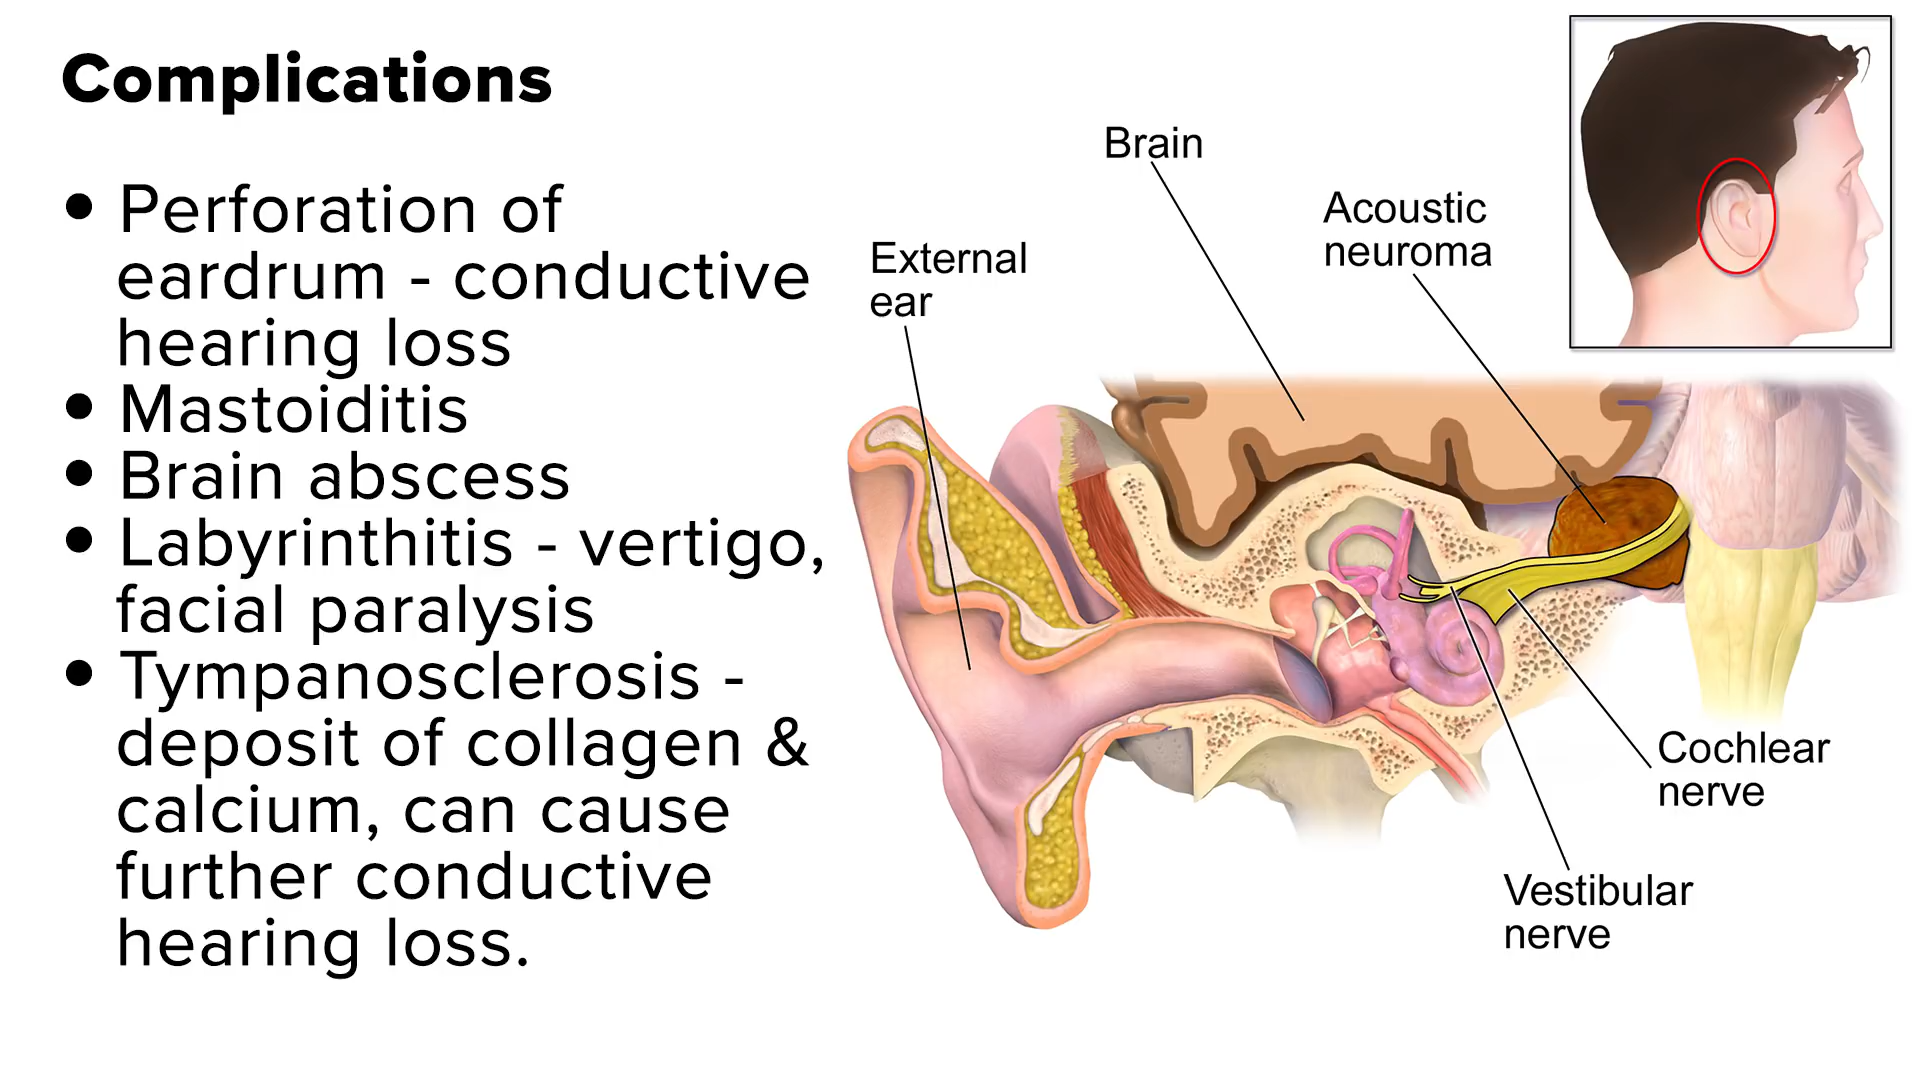 Complications
• Perforation of
eardrum - conductive
hearing loss
• Mastoiditis
• Brain abscess
• Labyrinthitis - vertigo,
facial paralysis
• Tympanosclerosis -
deposit of collagen &
calcium, can cause
further conductive
hearing loss.
Brain
Acoustic
neuroma
External
ear
Cochlear
nerve
Vestibular
nerve